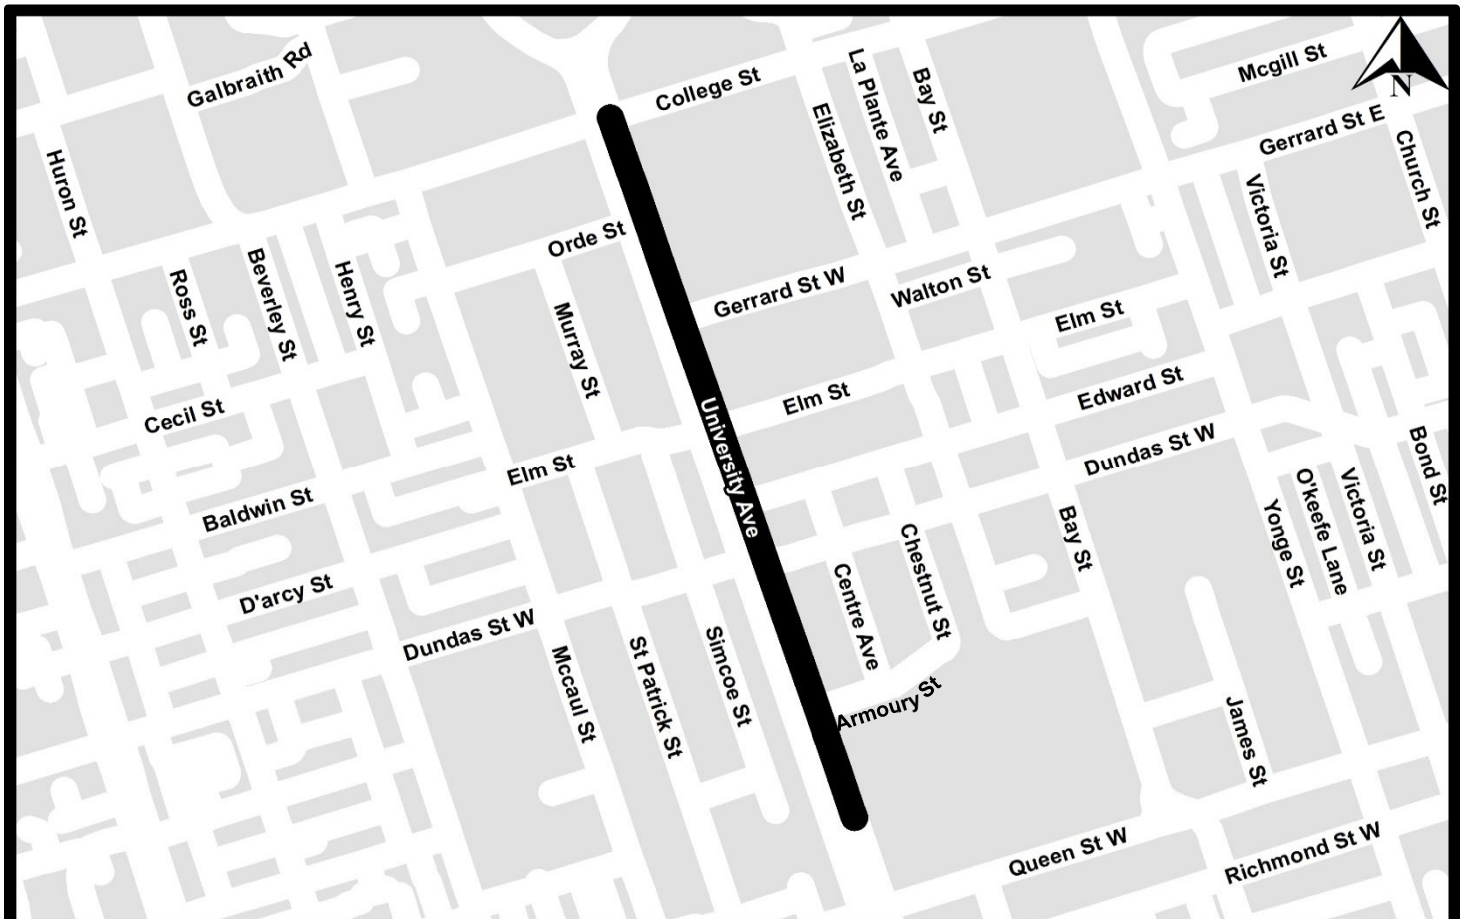 Galbraith Rd
College St
La Plante Ave
Bay St
Mcgill St
N
Gerrard St E
Church St
Huron St
Elizabeth St
Victoria St
Orde St
Ross St
Beverley St
Henry St
Gerrard St W
Walton St
Murray St
Elm St
Cecil St
Elm St
Edward St
University Ave
Dundas St W
Elm St
Bond St
Baldwin St
O'keefe Lane
Victoria St
Yonge St
Bay St
Chestnut St
Centre Ave
D'arcy St
Dundas St W
Mccaul St
St Patrick St
Simcoe St
Armoury St
James St
Queen St W
Richmond St W